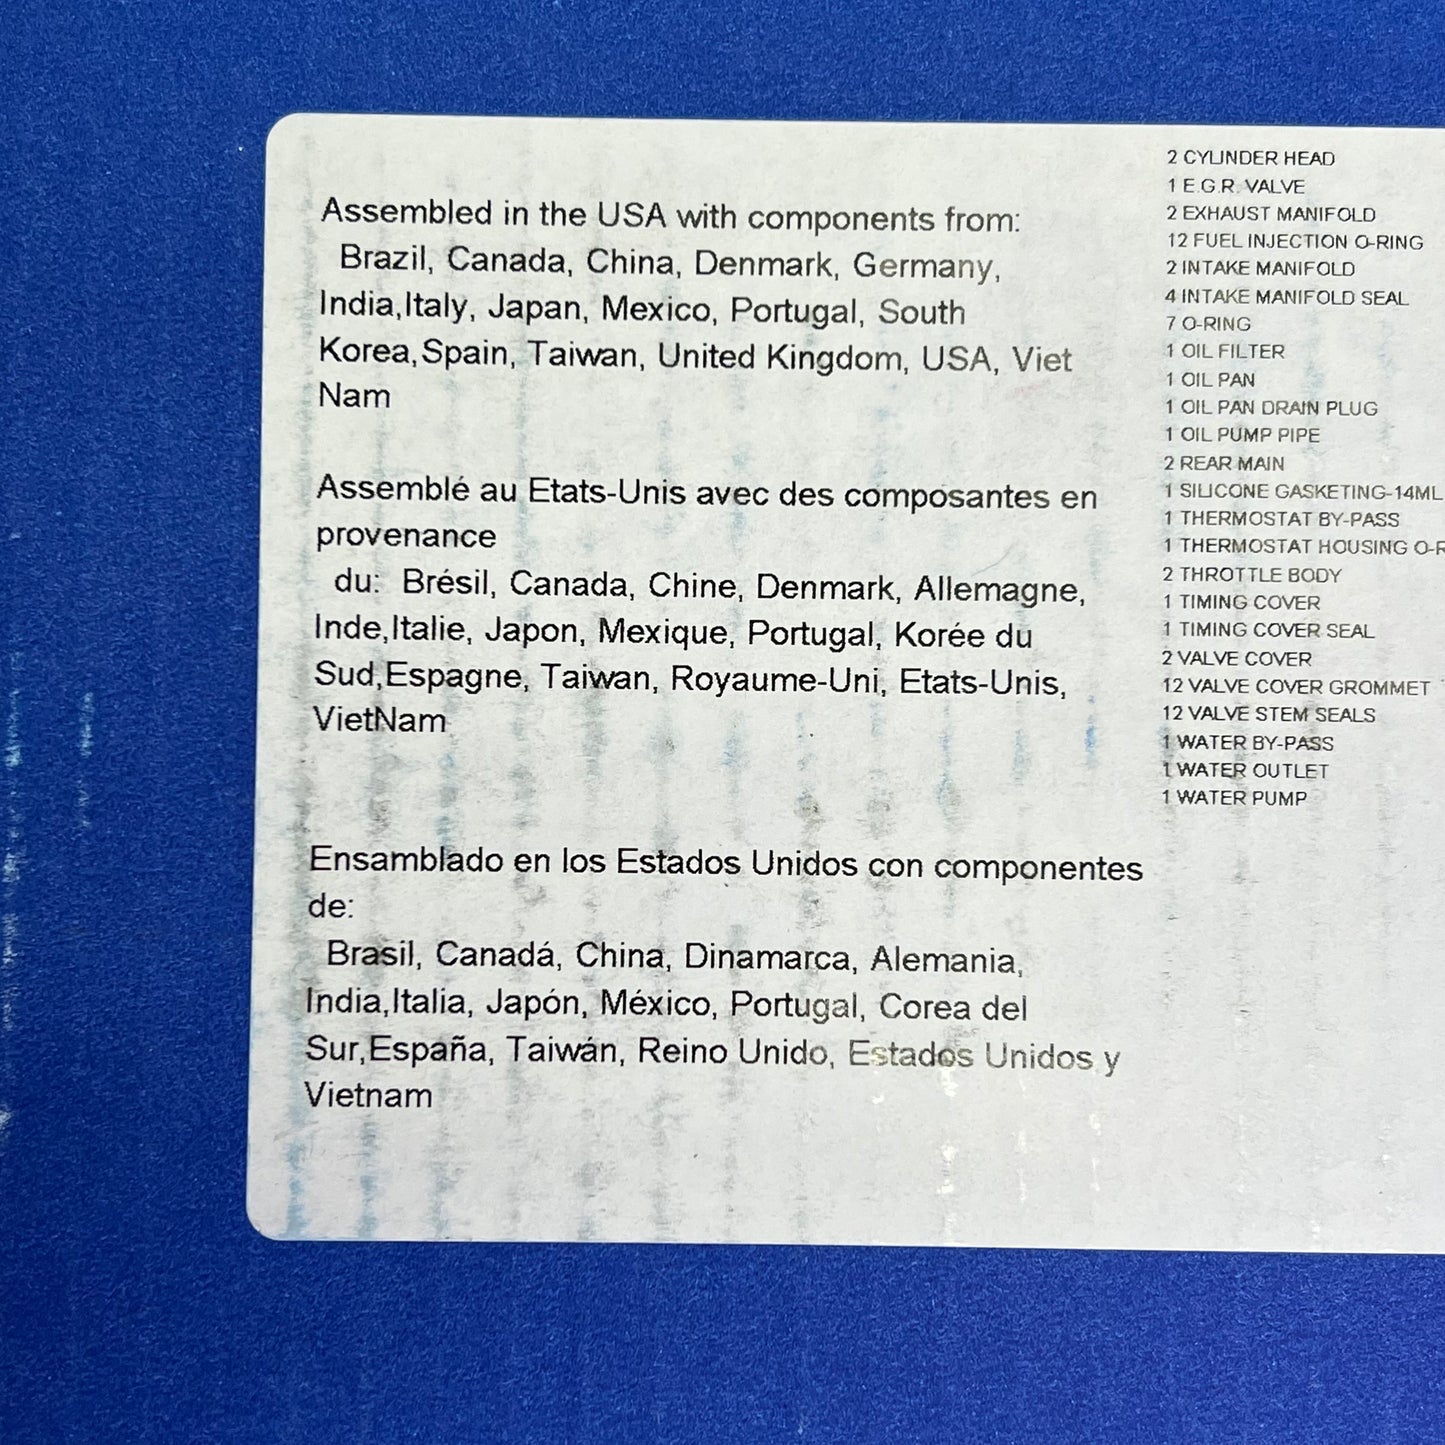 Assembled in the USA with components from:
Brazil, Canada, China, Denmark, Germany,
India,Italy, Japan, Mexico, Portugal, South
Korea,Spain, Taiwan, United Kingdom, USA, Viet
Nam
Assemblé au Etats-Unis avec des composantes en
provenance
du: Brésil, Canada, Chine, Denmark, Allemagne,
Inde,Italie, Japon, Mexique, Portugal, Korée du
Sud,Espagne, Taiwan, Royaume-Uni, Etats-Unis,
VietNam
Ensamblado en los Estados Unidos con componentes
de:
Brasil, Canadá, China, Dinamarca, Alemania,
India,Italia, Japón, México, Portugal, Corea del
Sur,España, Taiwán, Reino Unido, Estados Unidos y
Vietnam
2 CYLINDER HEAD
1 E.G.R. VALVE
2 EXHAUST MANIFOLD
12 FUEL INJECTION O-RING
2 INTAKE MANIFOLD
4 INTAKE MANIFOLD SEAL
7 O-RING
1 OIL FILTER
1 OIL PAN
1 OIL PAN DRAIN PLUG
1 OIL PUMP PIPE
2 REAR MAIN
1 SILICONE GASKETING-14ML
1 THERMOSTAT BY-PASS
1 THERMOSTAT HOUSING O-R
2 THROTTLE BODY
1 TIMING COVER
1 TIMING COVER SEAL
2 VALVE COVER
12 VALVE COVER GROMMET
12 VALVE STEM SEALS
1 WATER BY-PASS
1 WATER OUTLET
1 WATER PUMP